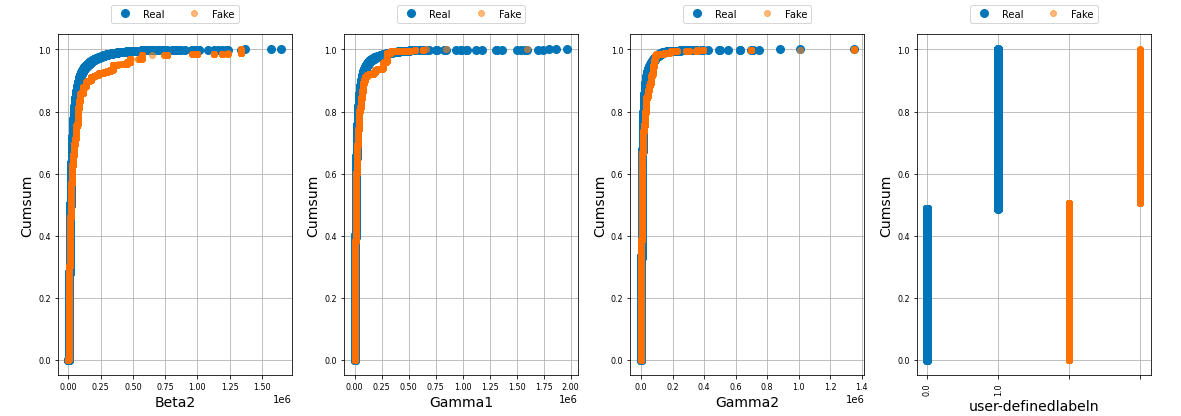 Real Fake Real Fake Real Fake Real Fake
1.0 1.0 1.0 1.0
0.8 0.8 0.8 0.8
0.6 0.6 0.6 0.6
0.4 0.4 0.4 0.4
0.2 0.2 0.2 0.2
0.0 0.0 0.0 0.0
Cumsum Cumsum Cumsum Cumsum
0.00 0.25 0.50 0.75 1.00 1.25 1.50
1e6
Beta2
0.00 0.25 0.50 0.75 1.00 1.25 1.50 1.75 2.00
1e6
Gamma1
0.0 0.2 0.4 0.6 0.8 1.0 1.2 1.4
1e6
Gamma2
0.0 1.0
user-definedlabeln